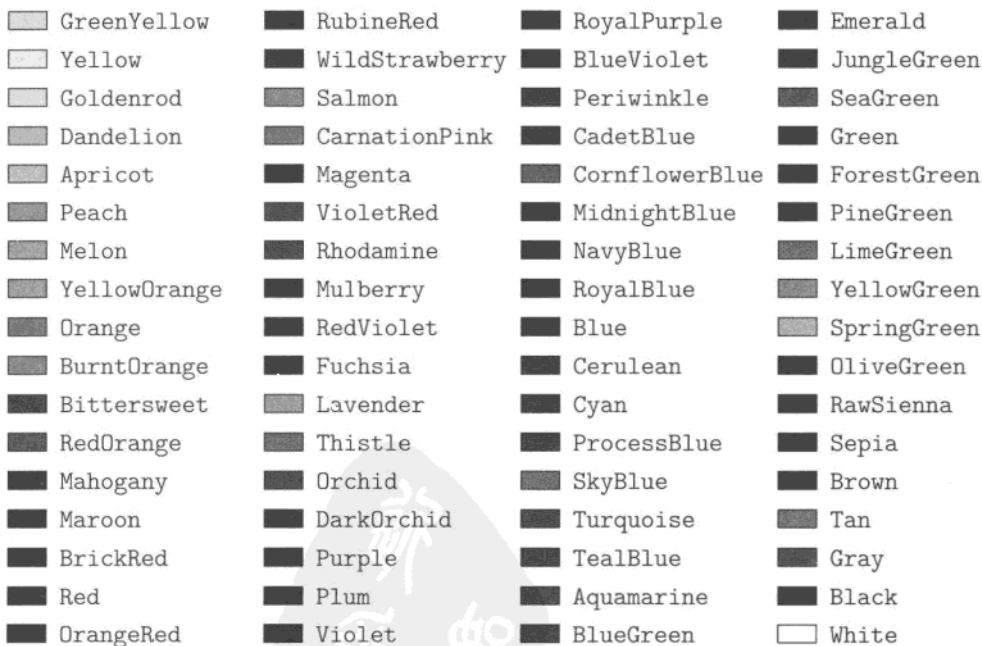 GreenYellow RubineRed RoyalPurple Emerald
Yellow WildStrawberry BlueViolet JungleGreen
Goldenrod Salmon Periwinkle SeaGreen
Dandelion CarnationPink CadetBlue Green
Apricot Magenta CornflowerBlue ForestGreen
Peach VioletRed MidnightBlue PineGreen
Melon Rhodamine NavyBlue LimeGreen
YellowOrange Mulberry RoyalBlue YellowGreen
Orange RedViolet Blue SpringGreen
BurntOrange Fuchsia Cerulean OliveGreen
Bittersweet Lavender Cyan RawSienna
RedOrange Thistle ProcessBlue Sepia
Mahogany Orchid SkyBlue Brown
Maroon DarkOrchid Turquoise Tan
BrickRed Purple TealBlue Gray
Red Plum Aquamarine Black
OrangeRed Violet BlueGreen White